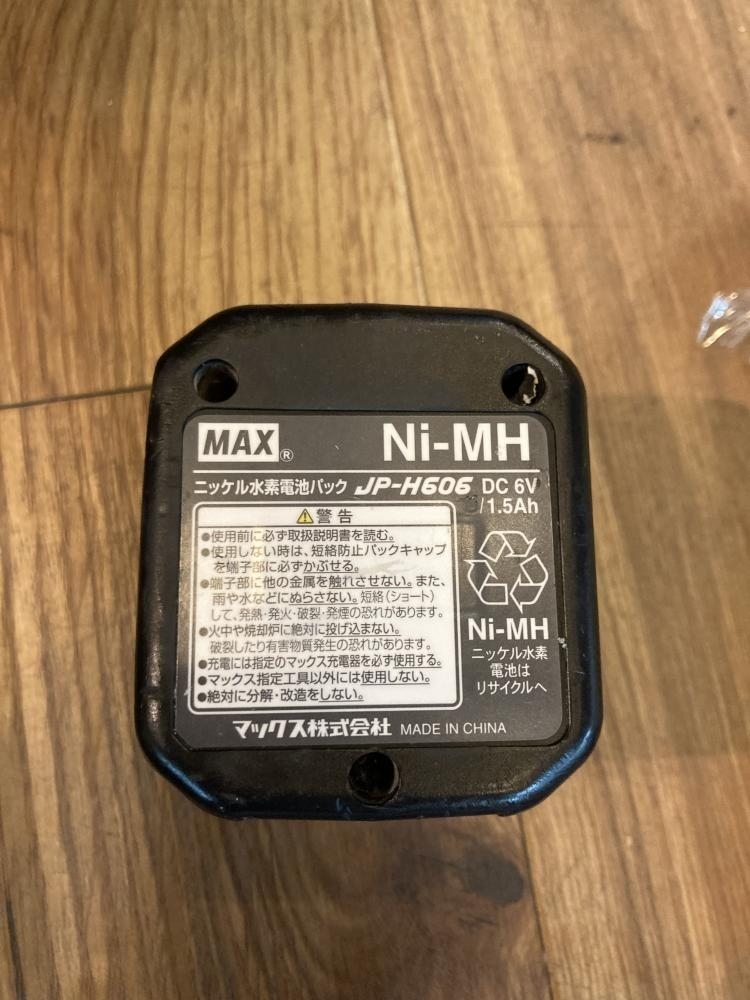 MAX® Ni-MH
ニッケル水素電池パック JP-H606 DC 6V
/1.5Ah
警告
●使用前に必ず取扱説明書を読む。
●使用しない時は、短絡防止パックキャップ
を端子部に必ずかぶせる。
●端子部に他の金属を触れさせない。また、
雨や水などにぬらさない。短絡(ショート)
して、発熱・発火・破裂・発煙の恐れがあります。
●火中や焼却炉に絶対に投げ込まない。
破裂したり有害物質発生の恐れがあります。
●充電には指定のマックス充電器を必ず使用する。
●マックス指定工具以外には使用しない。
●絶対に分解・改造をしない。
Ni-MH
ニッケル水素
電池は
リサイクルへ
マックス株式会社 MADE IN CHINA